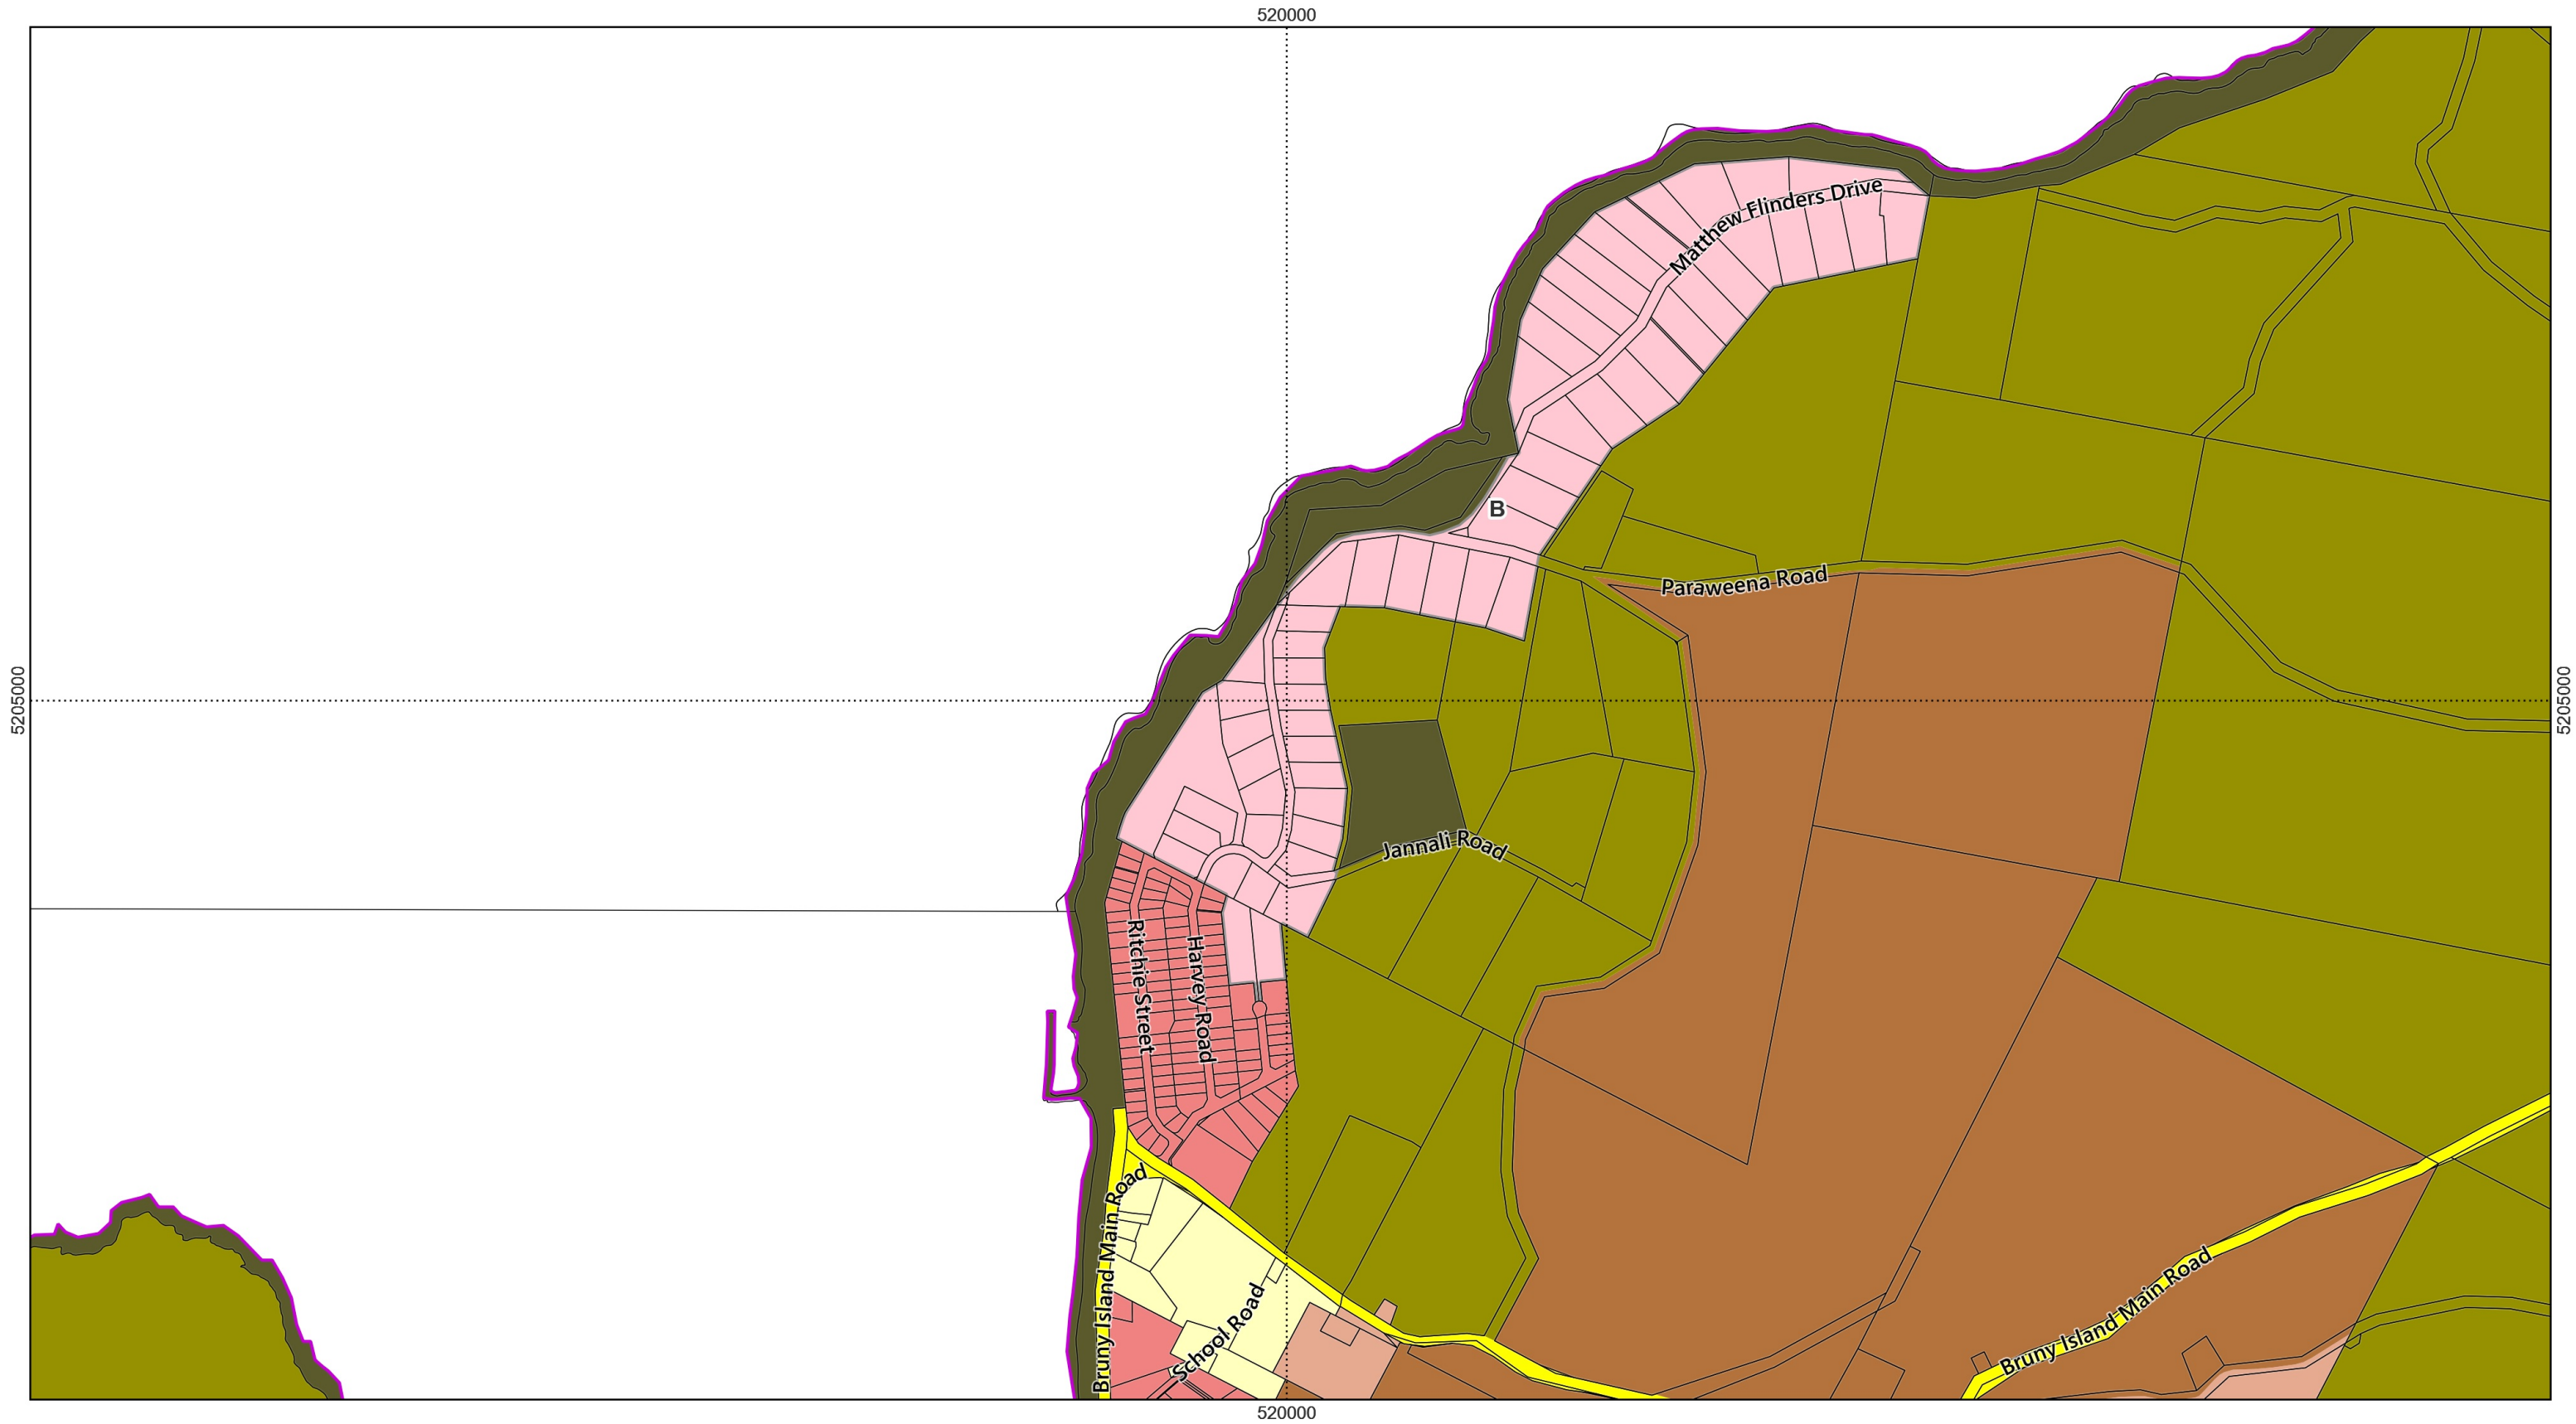 520000
Matthew Flinders Drive
B
Paraweena Road
5205000
5205000
Jannali Road
Ritchie Street
Harvey Road
Bruny Island Main Road
School Road
Bruny Island Main Road
520000